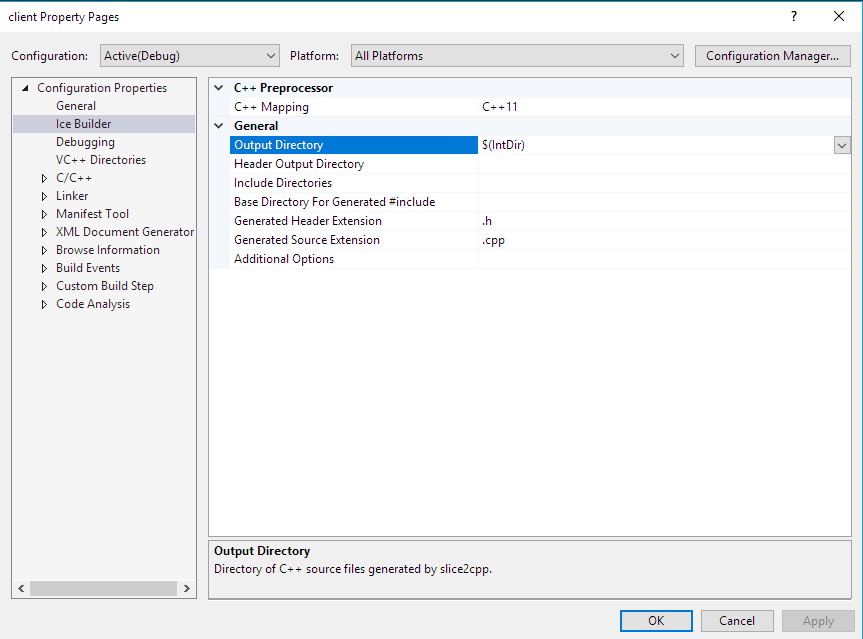 client Property Pages
?
Configuration: Active(Debug) Platform: All Platforms Configuration Manager...
Configuration Properties
General
Ice Builder
Debugging
VC++ Directories
C/C++
Linker
Manifest Tool
XML Document Generator
Browse Information
Build Events
Custom Build Step
Code Analysis
C++ Preprocessor
C++ Mapping C++11
General
Output Directory $(IntDir)
Header Output Directory
Include Directories
Base Directory For Generated #include
Generated Header Extension .h
Generated Source Extension .cpp
Additional Options
Output Directory
Directory of C++ source files generated by slice2cpp.
OK Cancel Apply